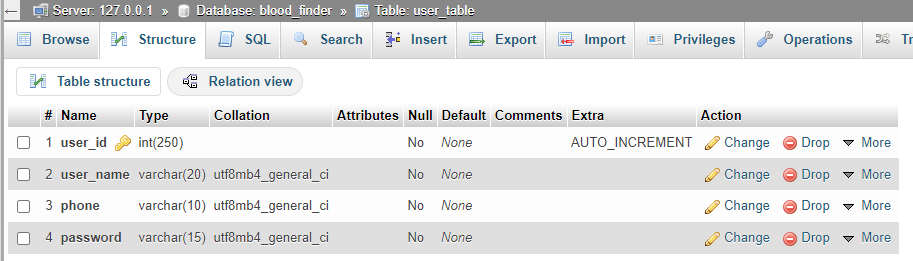 Server: 127.0.0.1 » Database: blood_finder » Table: user_table
Browse Structure SQL Search Insert Export Import Privileges Operations Tr
Table structure Relation view
# Name Type Collation Attributes Null Default Comments Extra Action
1 user_id int(250) No None AUTO_INCREMENT Change Drop More
2 user_name varchar(20) utf8mb4_general_ci No None Change Drop More
3 phone varchar(10) utf8mb4_general_ci No None Change Drop More
4 password varchar(15) utf8mb4_general_ci No None Change Drop More